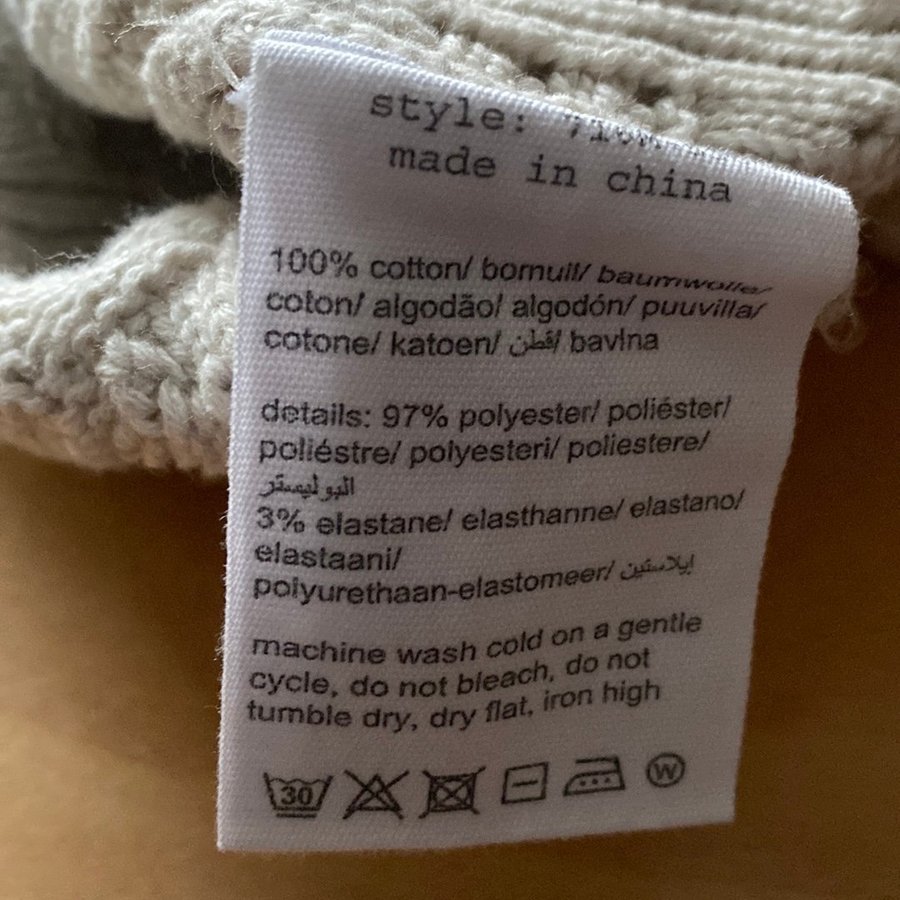 style:
made in china
100% cotton/ bomull/ baumwolle/
coton/ algodão/ algodón/ puuvilla/
cotone/ katoen/ قطن/ bavlna
details: 97% polyester/ poliéster/
poliéstre/ polyesteri/ poliestere/
البوليستر
3% elastane/ elasthanne/ elastano/
elastaani/
polyurethaan-elastomeer/ إيلاستين
machine wash cold on a gentle
cycle, do not bleach, do not
tumble dry, dry flat, iron high
30 W